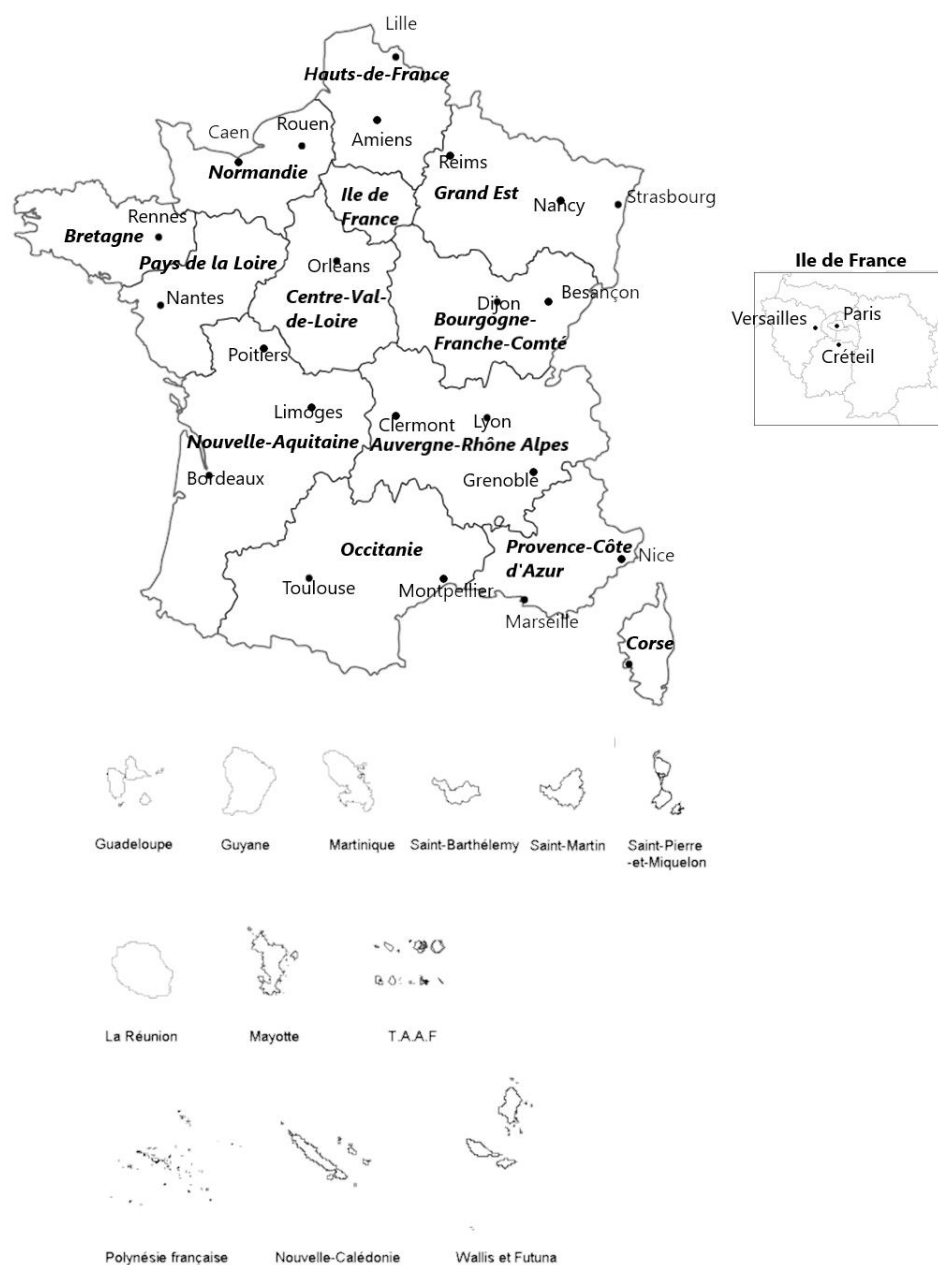 Lille
Hauts-de-France
Amiens
Rouen
Caen
Normandie
Reims
Grand Est
Nancy
Strasbourg
Ile de
France
Rennes
Bretagne
Pays de la Loire
Nantes
Orléans
Centre-Val-
de-Loire
Dijon
Besançon
Bourgogne-
Franche-Comté
Ile de France
Versailles
Paris
Créteil
Poitiers
Limoges
Nouvelle-Aquitaine
Bordeaux
Clermont
Lyon
Auvergne-Rhône Alpes
Grenoble
Occitanie
Toulouse
Montpellier
Provence-Côte
d'Azur
Nice
Marseille
Corse
Guadeloupe
Guyane
Martinique
Saint-Barthélemy
Saint-Martin
Saint-Pierre
-et-Miquelon
La Réunion
Mayotte
T.A.A.F
Polynésie française
Nouvelle-Calédonie
Wallis et Futuna